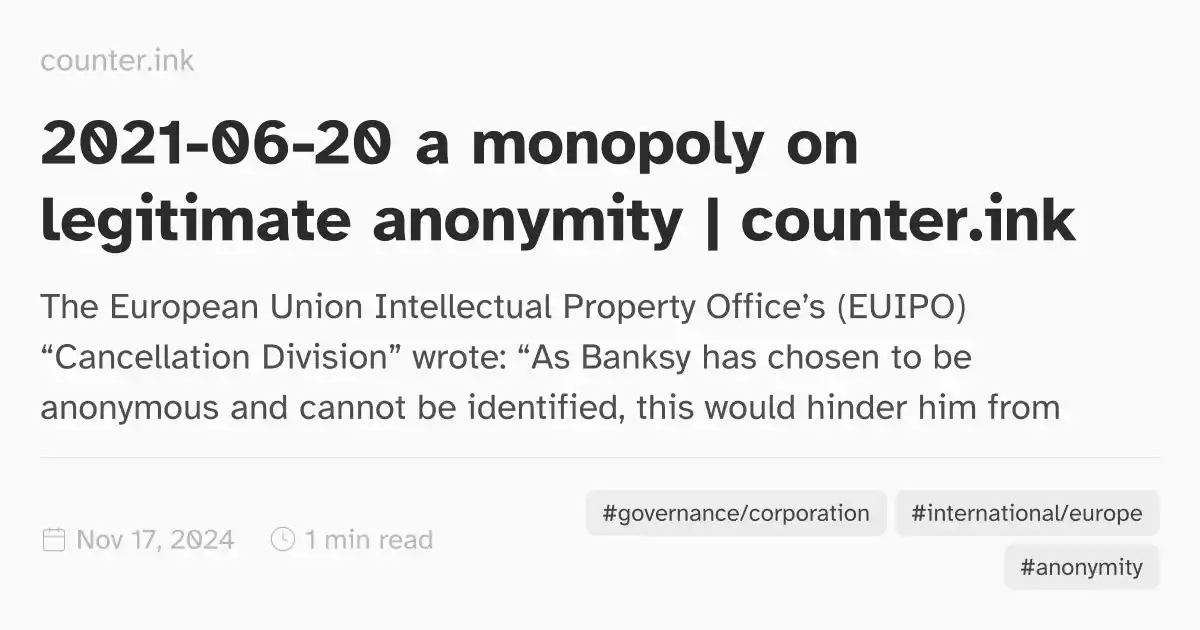 counter.ink
2021-06-20 a monopoly on
legitimate anonymity | counter.ink
The European Union Intellectual Property Office’s (EUIPO)
“Cancellation Division” wrote: “As Banksy has chosen to be
anonymous and cannot be identified, this would hinder him from
Nov 17, 2024 1 min read
#governance/corporation #international/europe
#anonymity